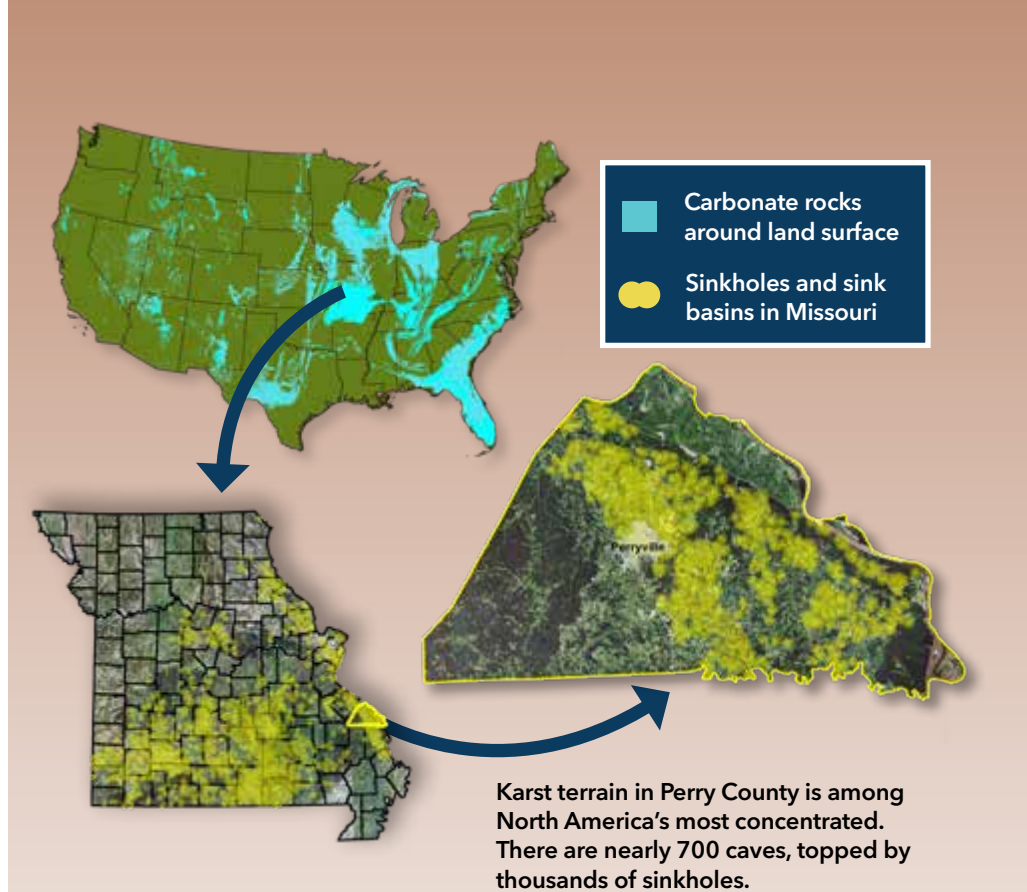 Carbonate rocks
around land surface
Sinkholes and sink
basins in Missouri
Perryville
Karst terrain in Perry County is among
North America’s most concentrated.
There are nearly 700 caves, topped by
thousands of sinkholes.